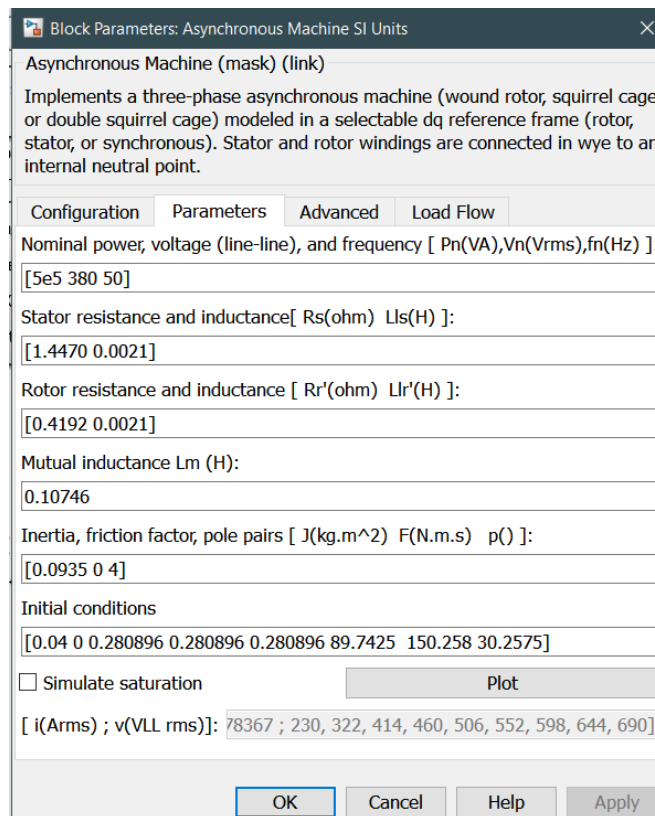 Block Parameters: Asynchronous Machine SI Units
Asynchronous Machine (mask) (link)
Implements a three-phase asynchronous machine (wound rotor, squirrel cage
or double squirrel cage) modeled in a selectable dq reference frame (rotor,
stator, or synchronous). Stator and rotor windings are connected in wye to an
internal neutral point.
Configuration Parameters Advanced Load Flow
Nominal power, voltage (line-line), and frequency [ Pn(VA),Vn(Vrms),fn(Hz) ]:
[5e5 380 50]
Stator resistance and inductance[ Rs(ohm) Lls(H) ]:
[1.4470 0.0021]
Rotor resistance and inductance [ Rr'(ohm) Llr'(H) ]:
[0.4192 0.0021]
Mutual inductance Lm (H):
0.10746
Inertia, friction factor, pole pairs [ J(kg.m^2) F(N.m.s) p() ]:
[0.0935 0 4]
Initial conditions
[0.04 0 0.280896 0.280896 0.280896 89.7425 150.258 30.2575]
Simulate saturation Plot
[ i(Arms) ; v(VLL rms)]: 78367 ; 230, 322, 414, 460, 506, 552, 598, 644, 690]
OK Cancel Help Apply